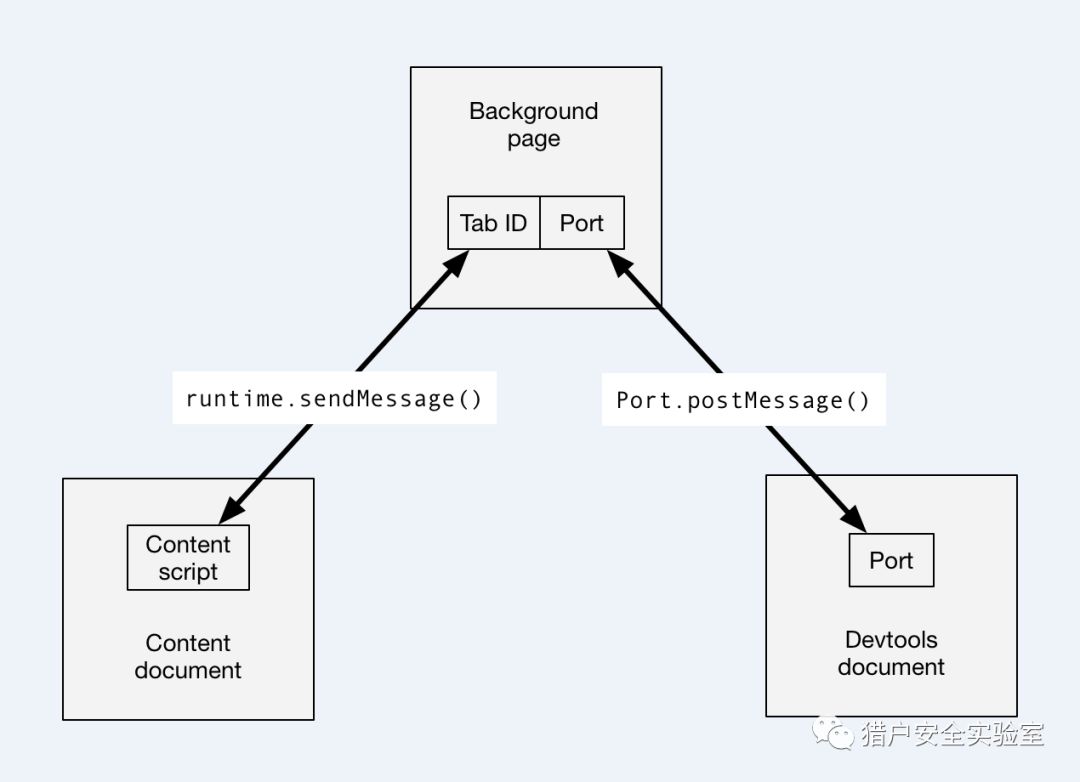 Background
page
Tab ID
Port
runtime.sendMessage()
Port.postMessage()
Content
script
Content
document
Port
Devtools
document
猎户安全实验室